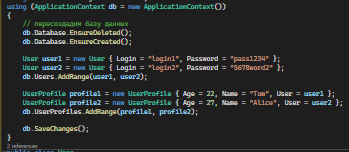 using (ApplicationContext db = new ApplicationContext())
{
// пересоздадим базу данных
db.Database.EnsureDeleted();
db.Database.EnsureCreated();
User user1 = new User { Login = "login1", Password = "pass1234" };
User user2 = new User { Login = "login2", Password = "5678word2" };
db.Users.AddRange(user1, user2);
UserProfile profile1 = new UserProfile { Age = 22, Name = "Tom", User = user1 };
UserProfile profile2 = new UserProfile { Age = 27, Name = "Alice", User = user2 };
db.UserProfiles.AddRange(profile1, profile2);
db.SaveChanges();
}
2 references